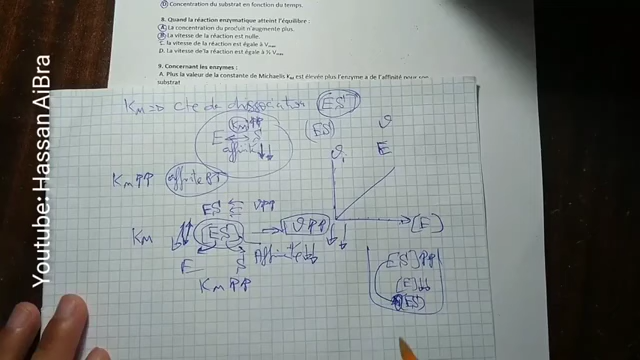 D. Concentration du substrat en fonction du temps.
8. Quand la réaction enzymatique atteint l'équilibre :
A. La concentration du produit n'augmente plus.
B. La vitesse de la réaction est nulle.
C. la vitesse de la réaction est égale à Vmax
D. La vitesse de la réaction est égale à ½ Vmax
9. Concernant les enzymes :
A. Plus la valeur de la constante de Michaelis KM est élevée plus l'enzyme a de l'affinité pour son
substrat
KM => Cte de dissociation (ES)
KM ↑↑
E ↔ S
affinité ↓↓
(ES)
E
KM ↑↑
[E]
KM
(ES)
Affinité ↓↓
E S
KM ↑↑
[E] ↓↓
(ES)
Youtube:Hassan AiBra